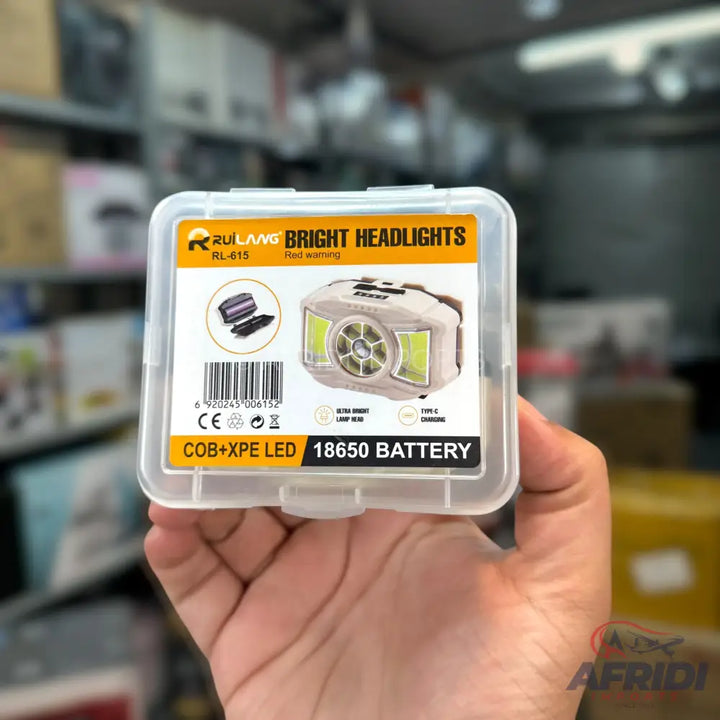 RUiLANG®
BRIGHT HEADLIGHTS
RL-615
Red warning
6 920245 006152
ULTRA BRIGHT
LAMP HEAD
TYPE-C
CHARGING
CE
COB+XPE LED
18650 BATTERY
AFRIDI